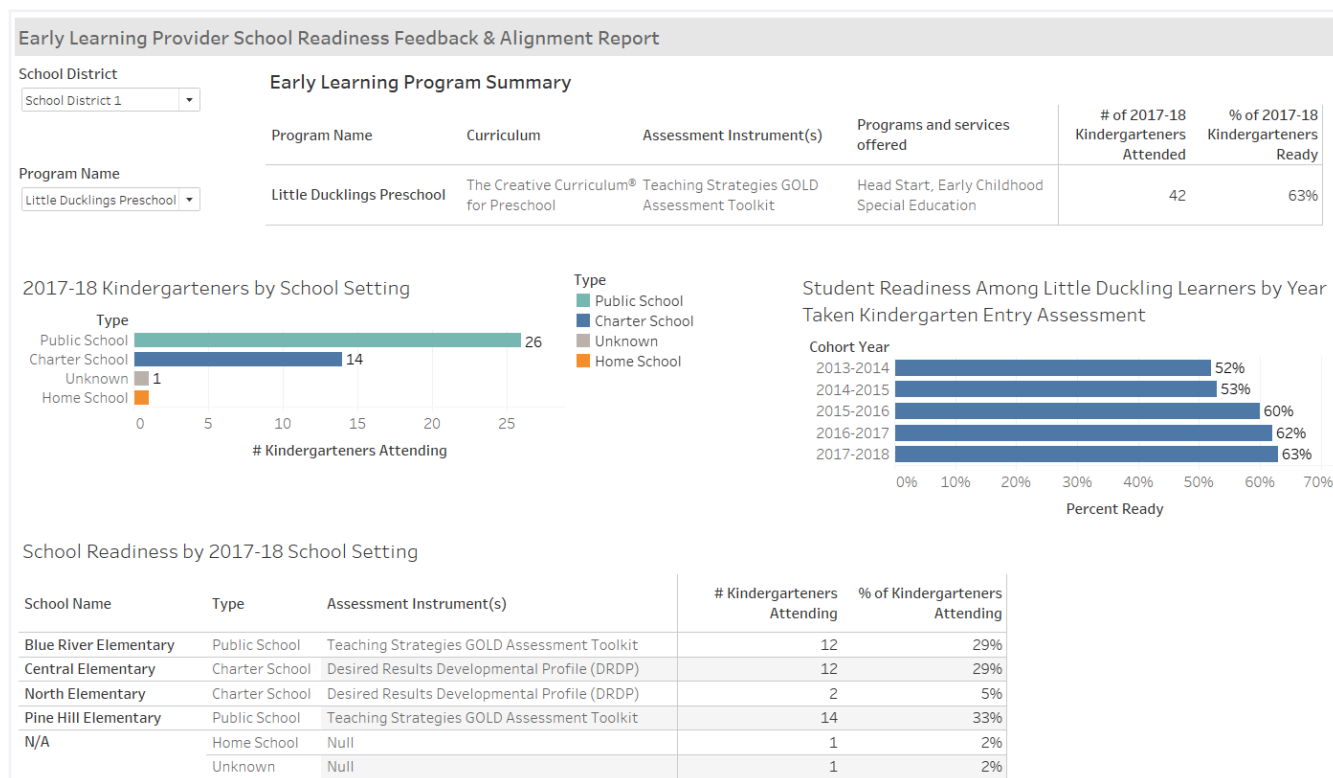 Early Learning Provider School Readiness Feedback & Alignment Report
School District
School District 1
Program Name
Little Ducklings Preschool
Early Learning Program Summary
Program Name Curriculum Assessment Instrument(s) Programs and services offered # of 2017-18 Kindergarteners Attended % of 2017-18 Kindergarteners Ready
Little Ducklings Preschool The Creative Curriculum® for Preschool Teaching Strategies GOLD Assessment Toolkit Head Start, Early Childhood Special Education 42 63%
2017-18 Kindergarteners by School Setting
Type
Public School 26
Charter School 14
Unknown 1
Home School
0 5 10 15 20 25
# Kindergarteners Attending
Type
Public School
Charter School
Unknown
Home School
Student Readiness Among Little Duckling Learners by Year
Taken Kindergarten Entry Assessment
Cohort Year
2013-2014 52%
2014-2015 53%
2015-2016 60%
2016-2017 62%
2017-2018 63%
0% 10% 20% 30% 40% 50% 60% 70%
Percent Ready
School Readiness by 2017-18 School Setting
School Name Type Assessment Instrument(s) # Kindergarteners Attending % of Kindergarteners Attending
Blue River Elementary Public School Teaching Strategies GOLD Assessment Toolkit 12 29%
Central Elementary Charter School Desired Results Developmental Profile (DRDP) 12 29%
North Elementary Charter School Desired Results Developmental Profile (DRDP) 2 5%
Pine Hill Elementary Public School Teaching Strategies GOLD Assessment Toolkit 14 33%
N/A Home School Null 1 2%
Unknown Null 1 2%